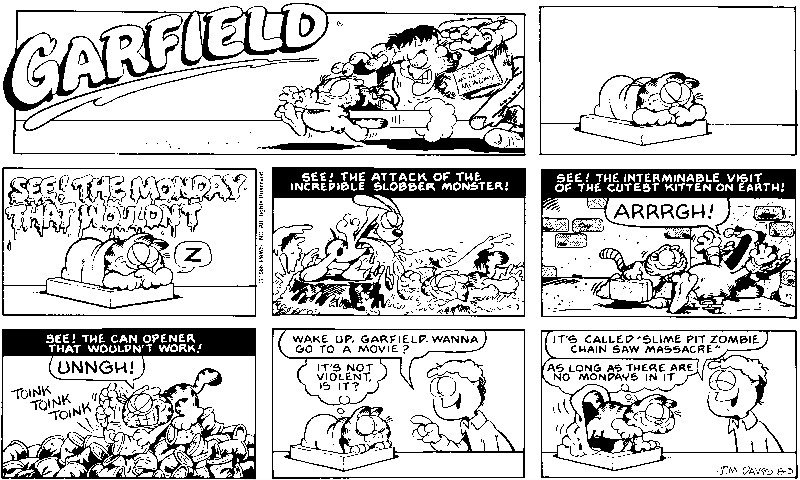 GARFIELD
SEE! THE MONDAY
THAT WOULDN'T
Z
SEE! THE ATTACK OF THE
INCREDIBLE SLOBBER MONSTER!
SEE! THE INTERMINABLE VISIT
OF THE CUTEST KITTEN ON EARTH!
ARRRGH!
SEE! THE CAN OPENER
THAT WOULDN'T WORK!
UNNGH!
TOINK
TOINK
TOINK
WAKE UP, GARFIELD. WANNA
GO TO A MOVIE?
IT'S NOT
VIOLENT,
IS IT?
IT'S CALLED "SLIME PIT ZOMBIE
CHAIN SAW MASSACRE"
AS LONG AS THERE ARE
NO MONDAYS IN IT
JIM DAVIS